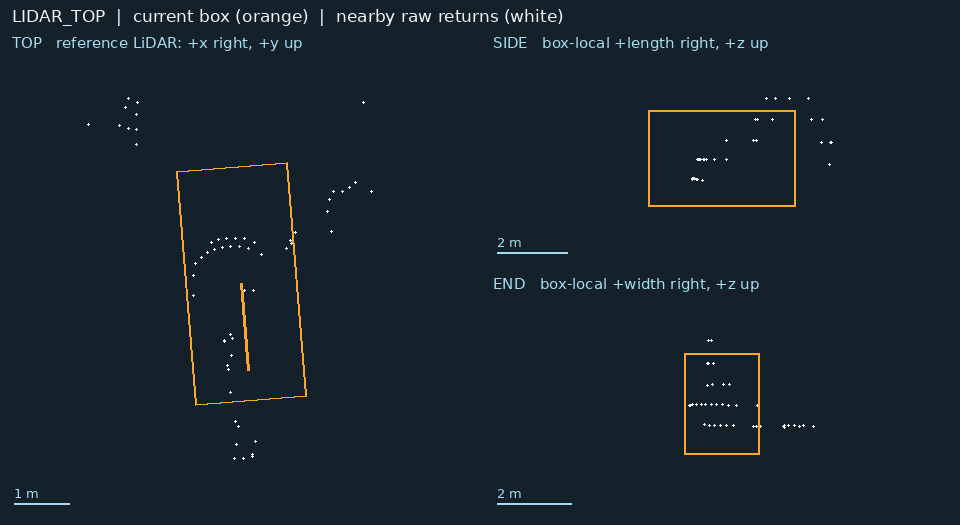 LIDAR_TOP | current box (orange) | nearby raw returns (white)
TOP reference LiDAR: +x right, +y up
SIDE box-local +length right, +z up
2 m
END box-local +width right, +z up
1 m
2 m